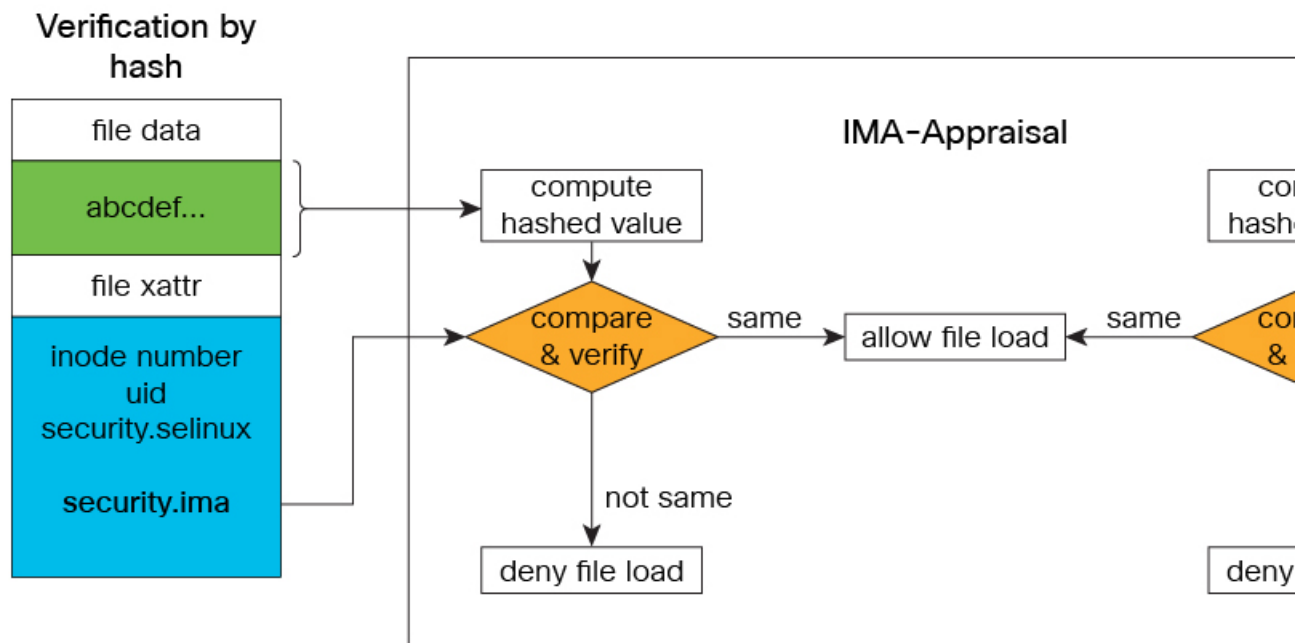 Verification by
hash
file data
abcdef...
file xattr
inode number
uid
security.selinux
security.ima
IMA-Appraisal
compute
hashed value
compare
& verify
same
allow file load
not same
deny file load
same
&
deny